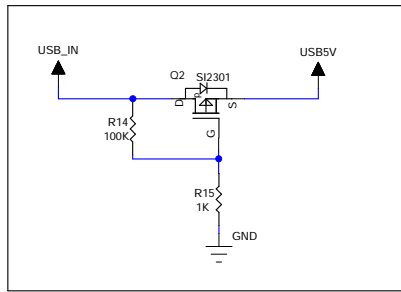 USB_IN
USB5V
Q2
SI2301
D
P
S
G
R14
100K
R15
1K
GND